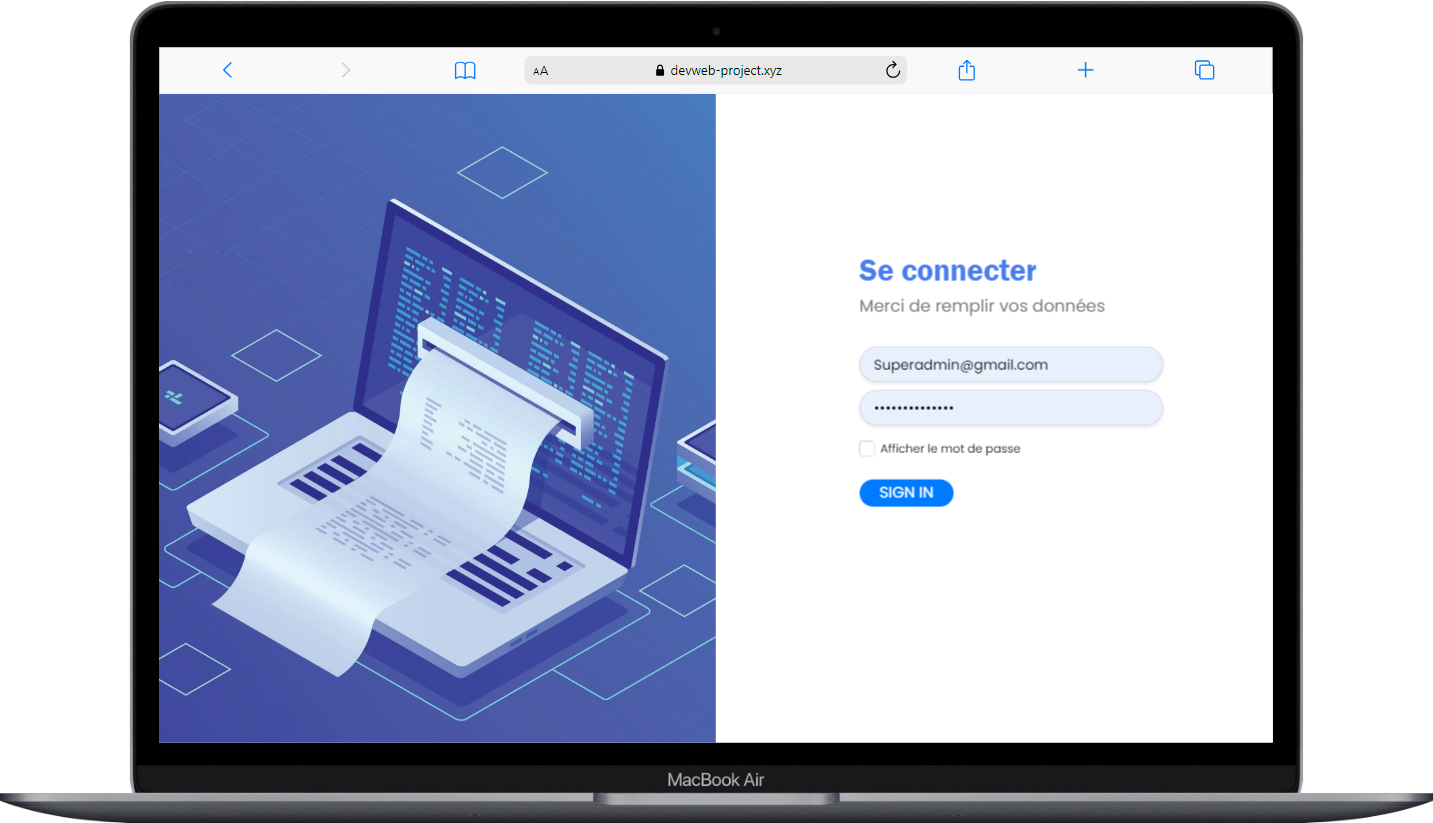 AA
devweb-project.xyz
Se connecter
Merci de remplir vos données
Superadmin@gmail.com
••••••••••••••
Afficher le mot de passe
SIGN IN
MacBook Air